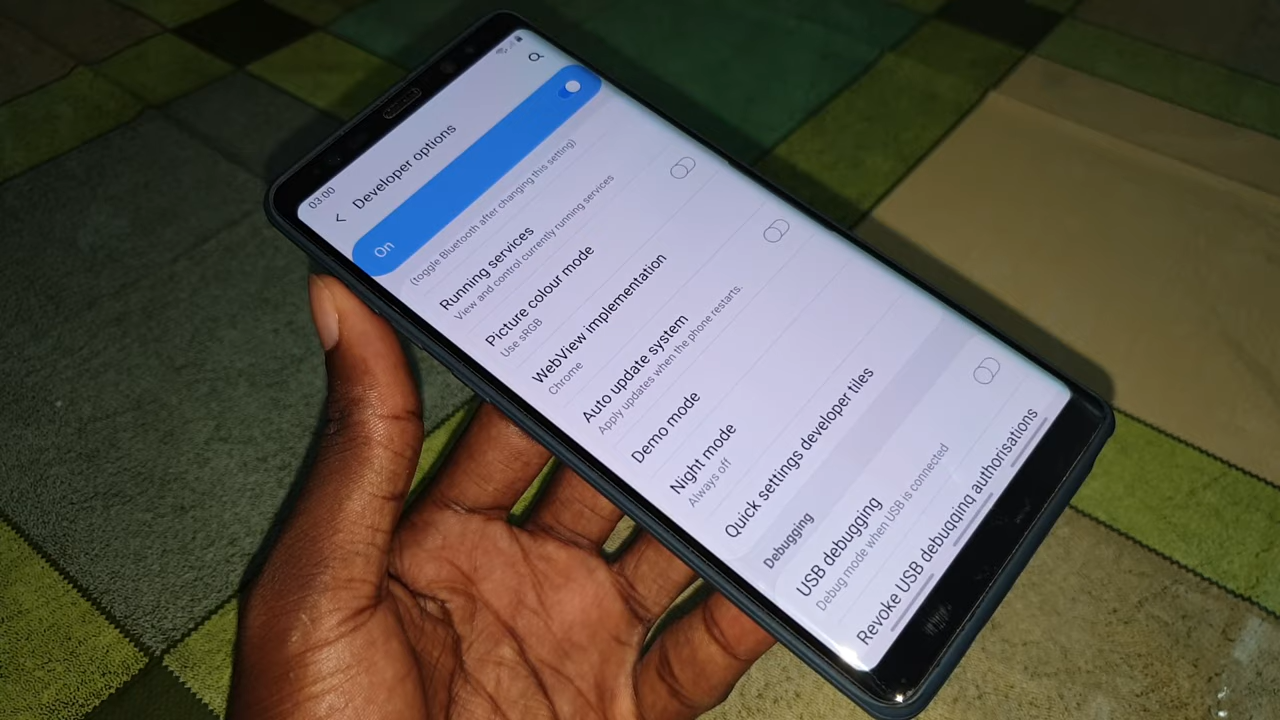 03:00
Developer options
On
(toggle Bluetooth after changing this setting)
Running services
View and control currently running services
Picture colour mode
Use sRGB
WebView implementation
Chrome
Auto update system
Apply updates when the phone restarts.
Demo mode
Night mode
Always off
Quick settings developer tiles
Debugging
USB debugging
Debug mode when USB is connected
Revoke USB debugging authorisations